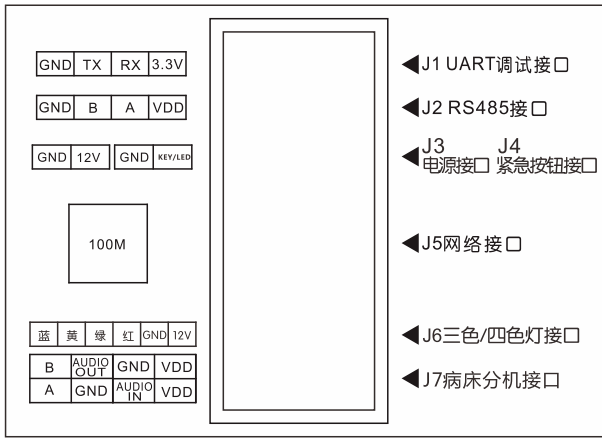 GND TX RX 3.3V
J1 UART调试接口
GND B A VDD
J2 RS485接口
GND 12V GND KEY/LED
J3 J4
电源接口 紧急按钮接口
100M
J5网络接口
蓝 黄 绿 红 GND 12V
J6三色/四色灯接口
B AUDIO OUT GND VDD
A GND AUDIO IN VDD
J7病床分机接口